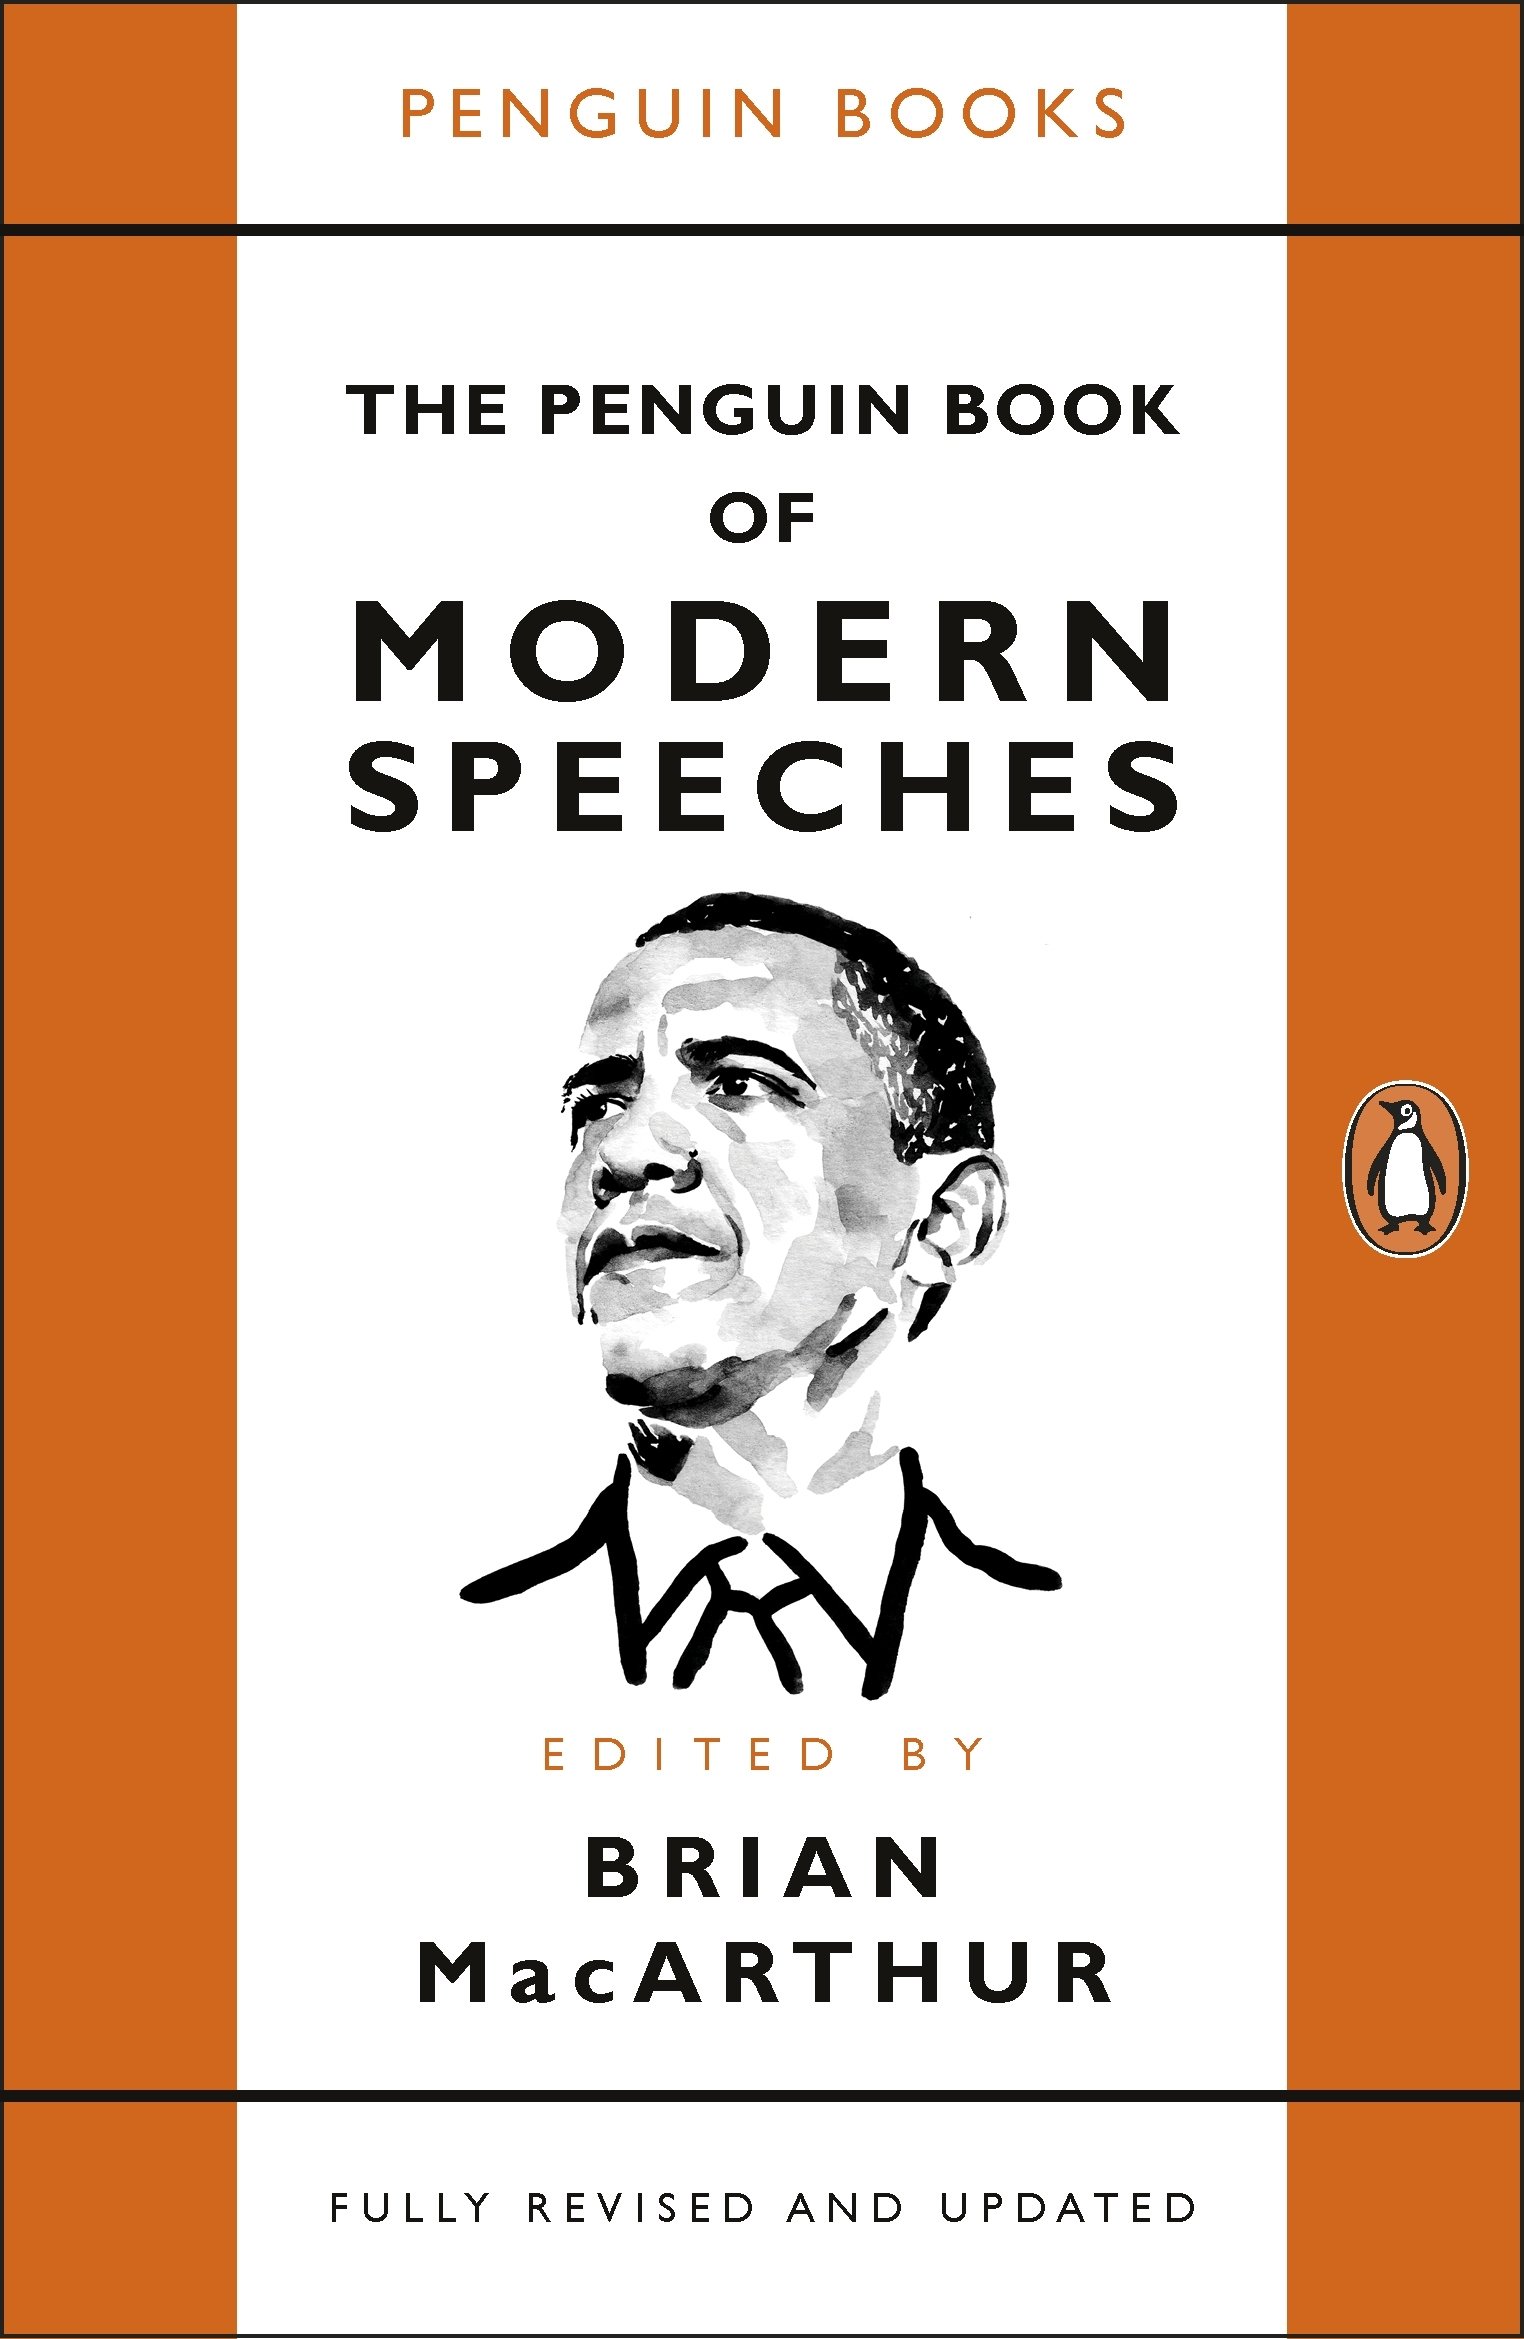 PENGUIN BOOKS
THE PENGUIN BOOK
OF
MODERN
SPEECHES
EDITED BY
BRIAN
MacARTHUR
FULLY REVISED AND UPDATED